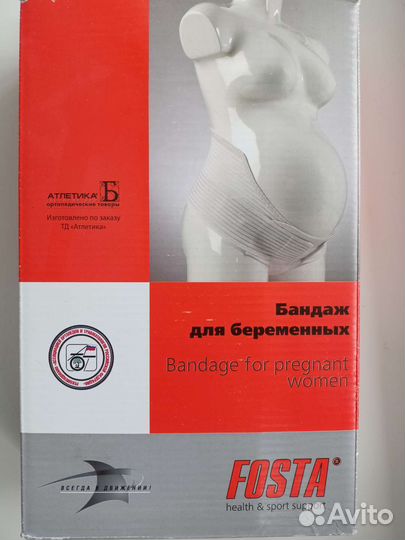 АТЛЕТИКА Б
ортопедические товары
Изготовлено по заказу
ТД «Атлетика»
Бандаж
для беременных
Bandage for pregnant
women
ВСЕГДА В ДВИЖЕНИИ!
FOSTA
health & sport support
Avito